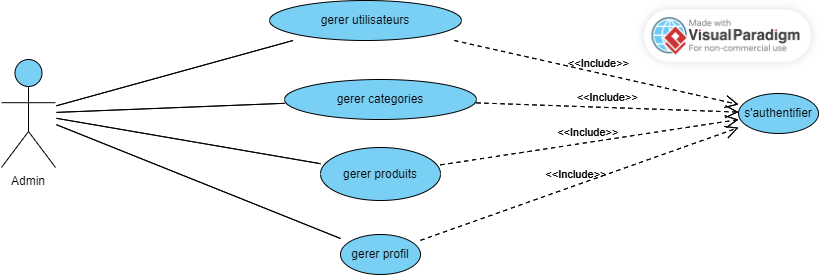 gerer utilisateurs
Made with
Visual Paradigm
For non-commercial use
<<Include>>
gerer categories
<<Include>>
s'authentifier
<<Include>>
gerer produits
<<Include>>
Admin
gerer profil